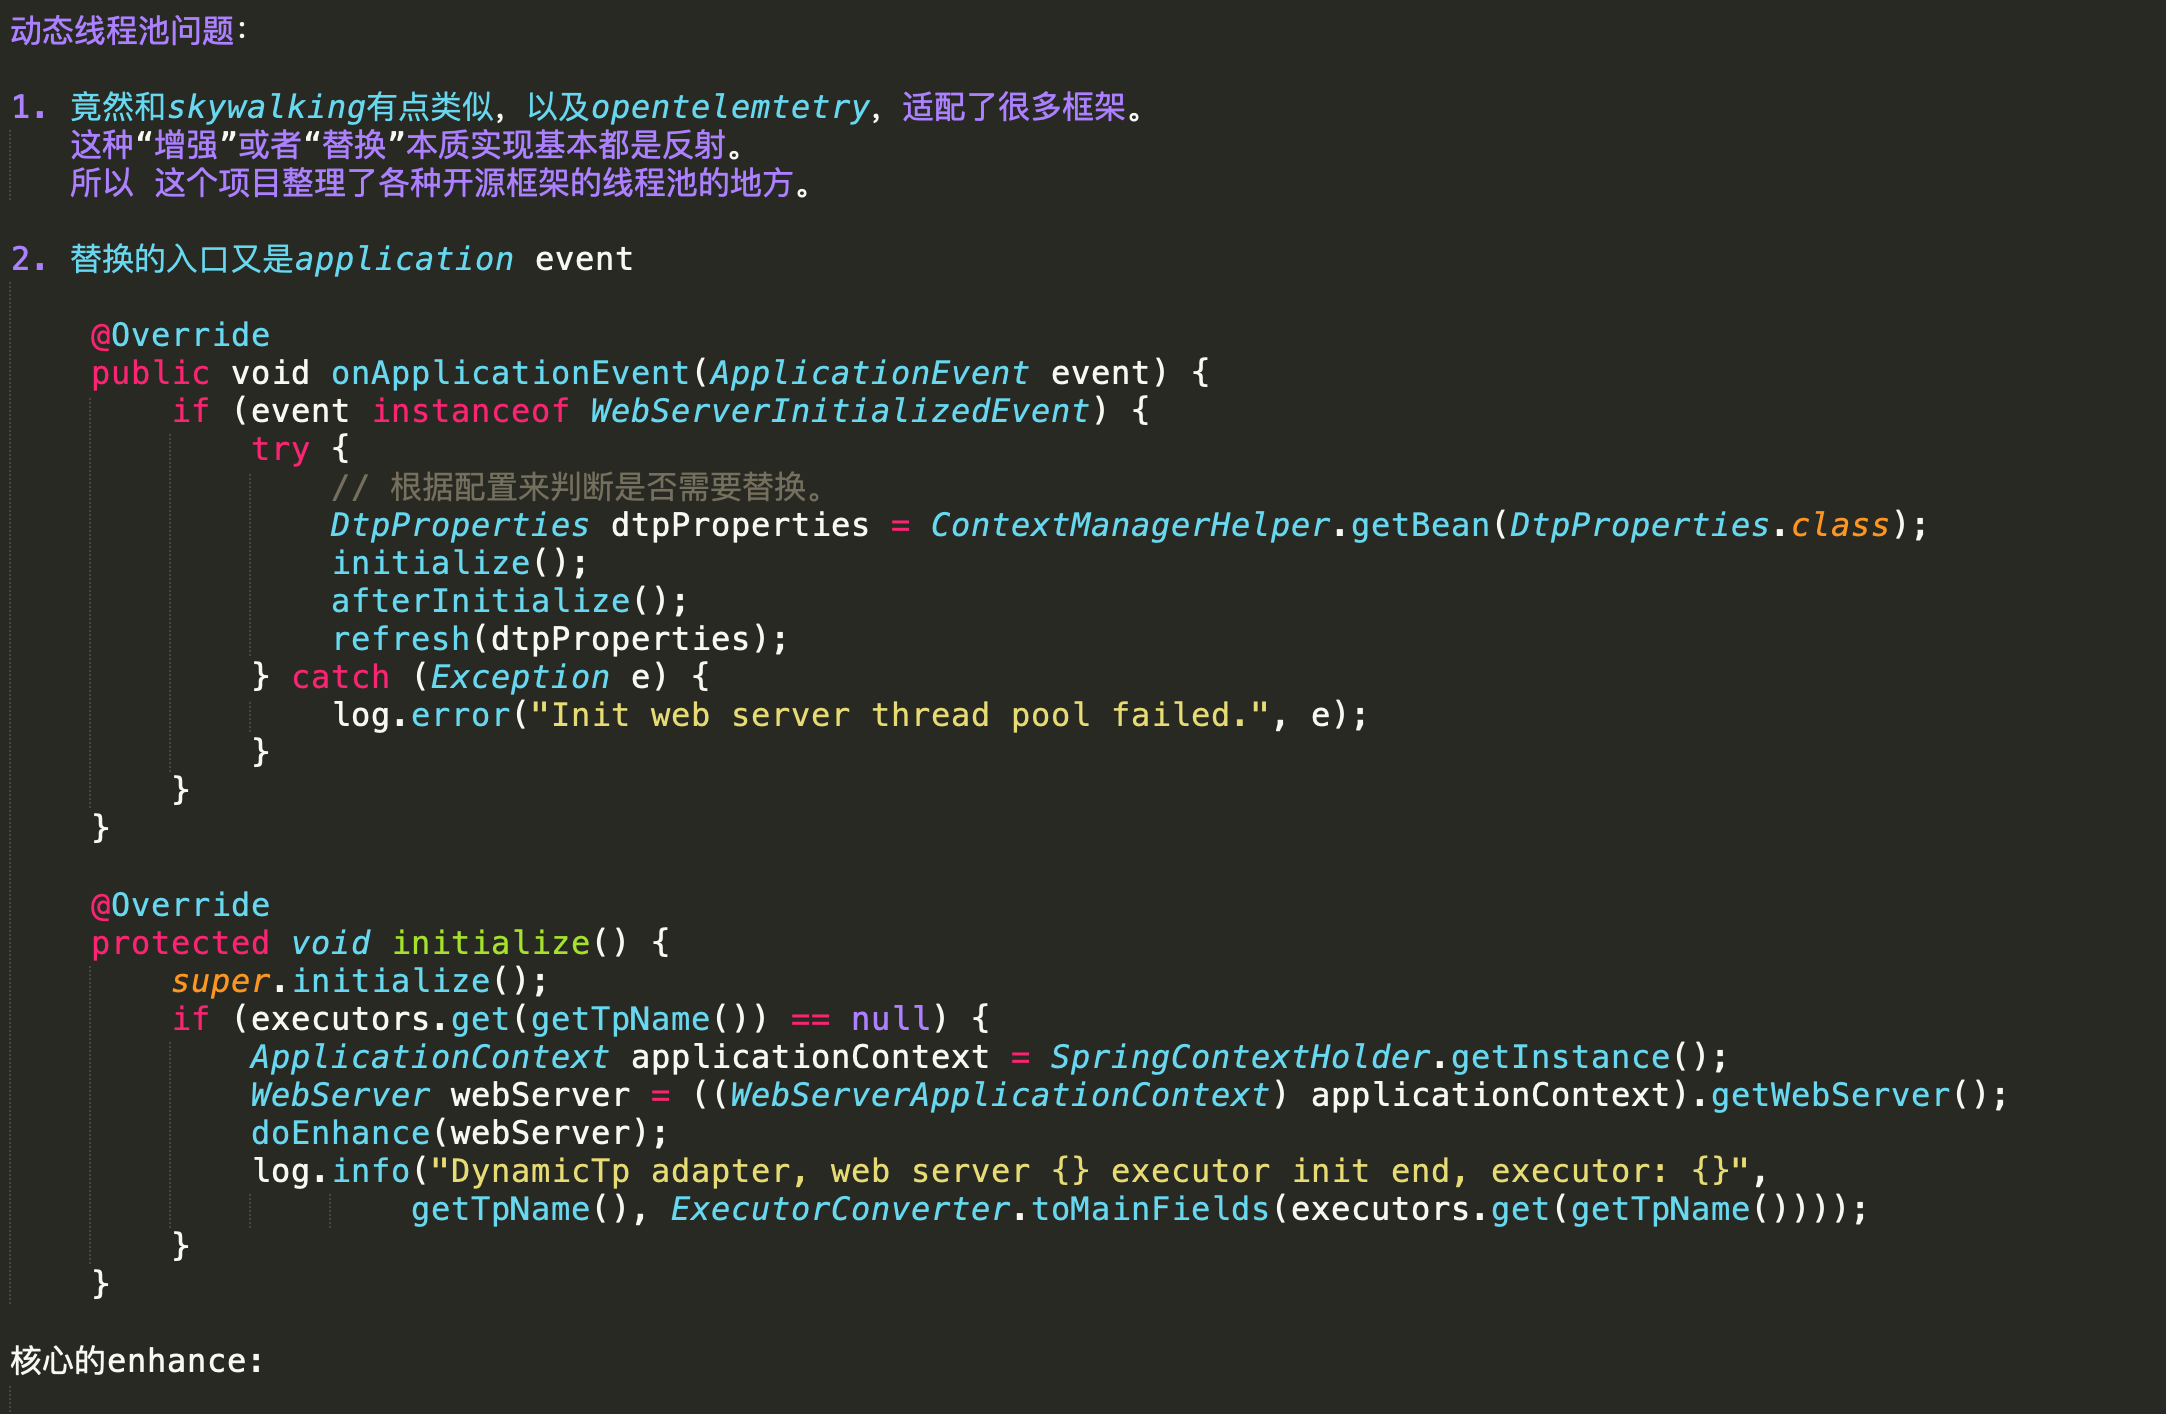 动态线程池问题:
1. 竟然和skywalking有点类似，以及opentelemtetry，适配了很多框架。
这种“增强”或者“替换”本质实现基本都是反射。
所以 这个项目整理了各种开源框架的线程池的地方。
2. 替换的入口又是application event
@Override
public void onApplicationEvent(ApplicationEvent event) {
if (event instanceof WebServerInitializedEvent) {
try {
// 根据配置来判断是否需要替换。
DtpProperties dtpProperties = ContextManagerHelper.getBean(DtpProperties.class);
initialize();
afterInitialize();
refresh(dtpProperties);
} catch (Exception e) {
log.error("Init web server thread pool failed.", e);
}
}
}
@Override
protected void initialize() {
super.initialize();
if (executors.get(getTpName()) == null) {
ApplicationContext applicationContext = SpringContextHolder.getInstance();
WebServer webServer = ((WebServerApplicationContext) applicationContext).getWebServer();
doEnhance(webServer);
log.info("DynamicTp adapter, web server {} executor init end, executor: {}",
getTpName(), ExecutorConverter.toMainFields(executors.get(getTpName())));
}
}
核心的enhance: